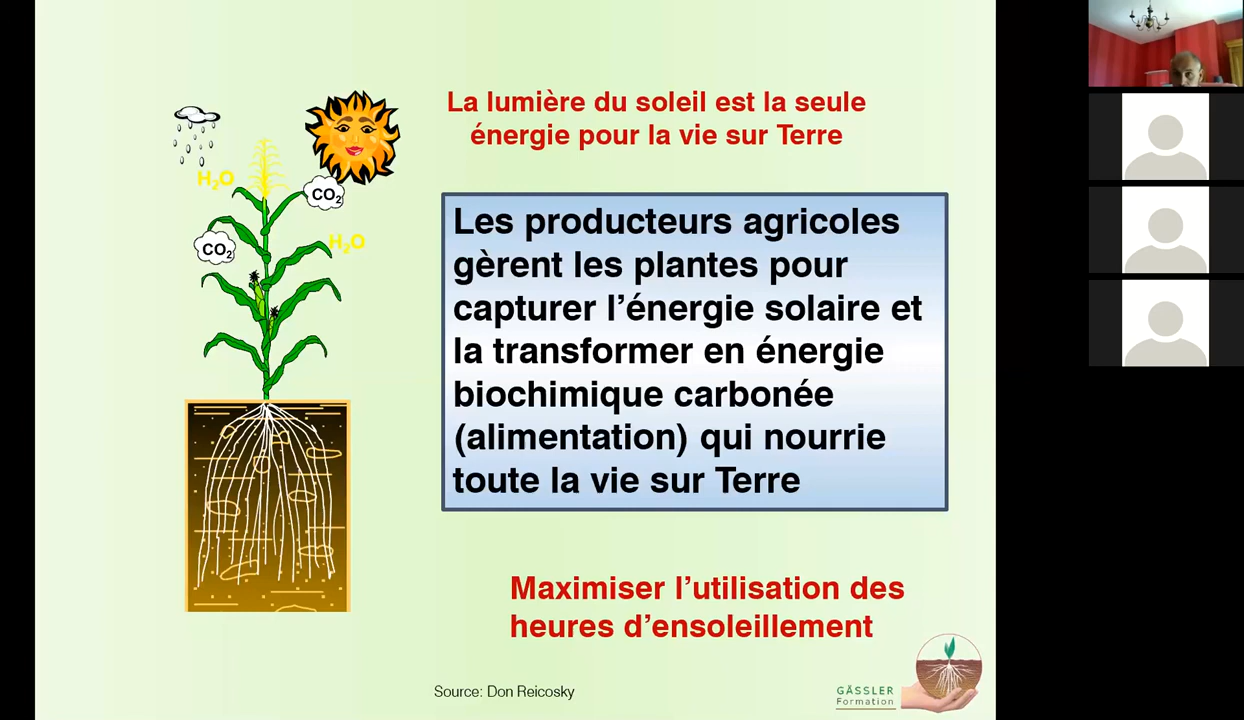 La lumière du soleil est la seule
énergie pour la vie sur Terre
H₂O
CO₂
CO₂
H₂O
Les producteurs agricoles
gèrent les plantes pour
capturer l’énergie solaire et
la transformer en énergie
biochimique carbonée
(alimentation) qui nourrie
toute la vie sur Terre
Maximiser l’utilisation des
heures d’ensoleillement
Source: Don Reicosky
GÄSSLER
Formation